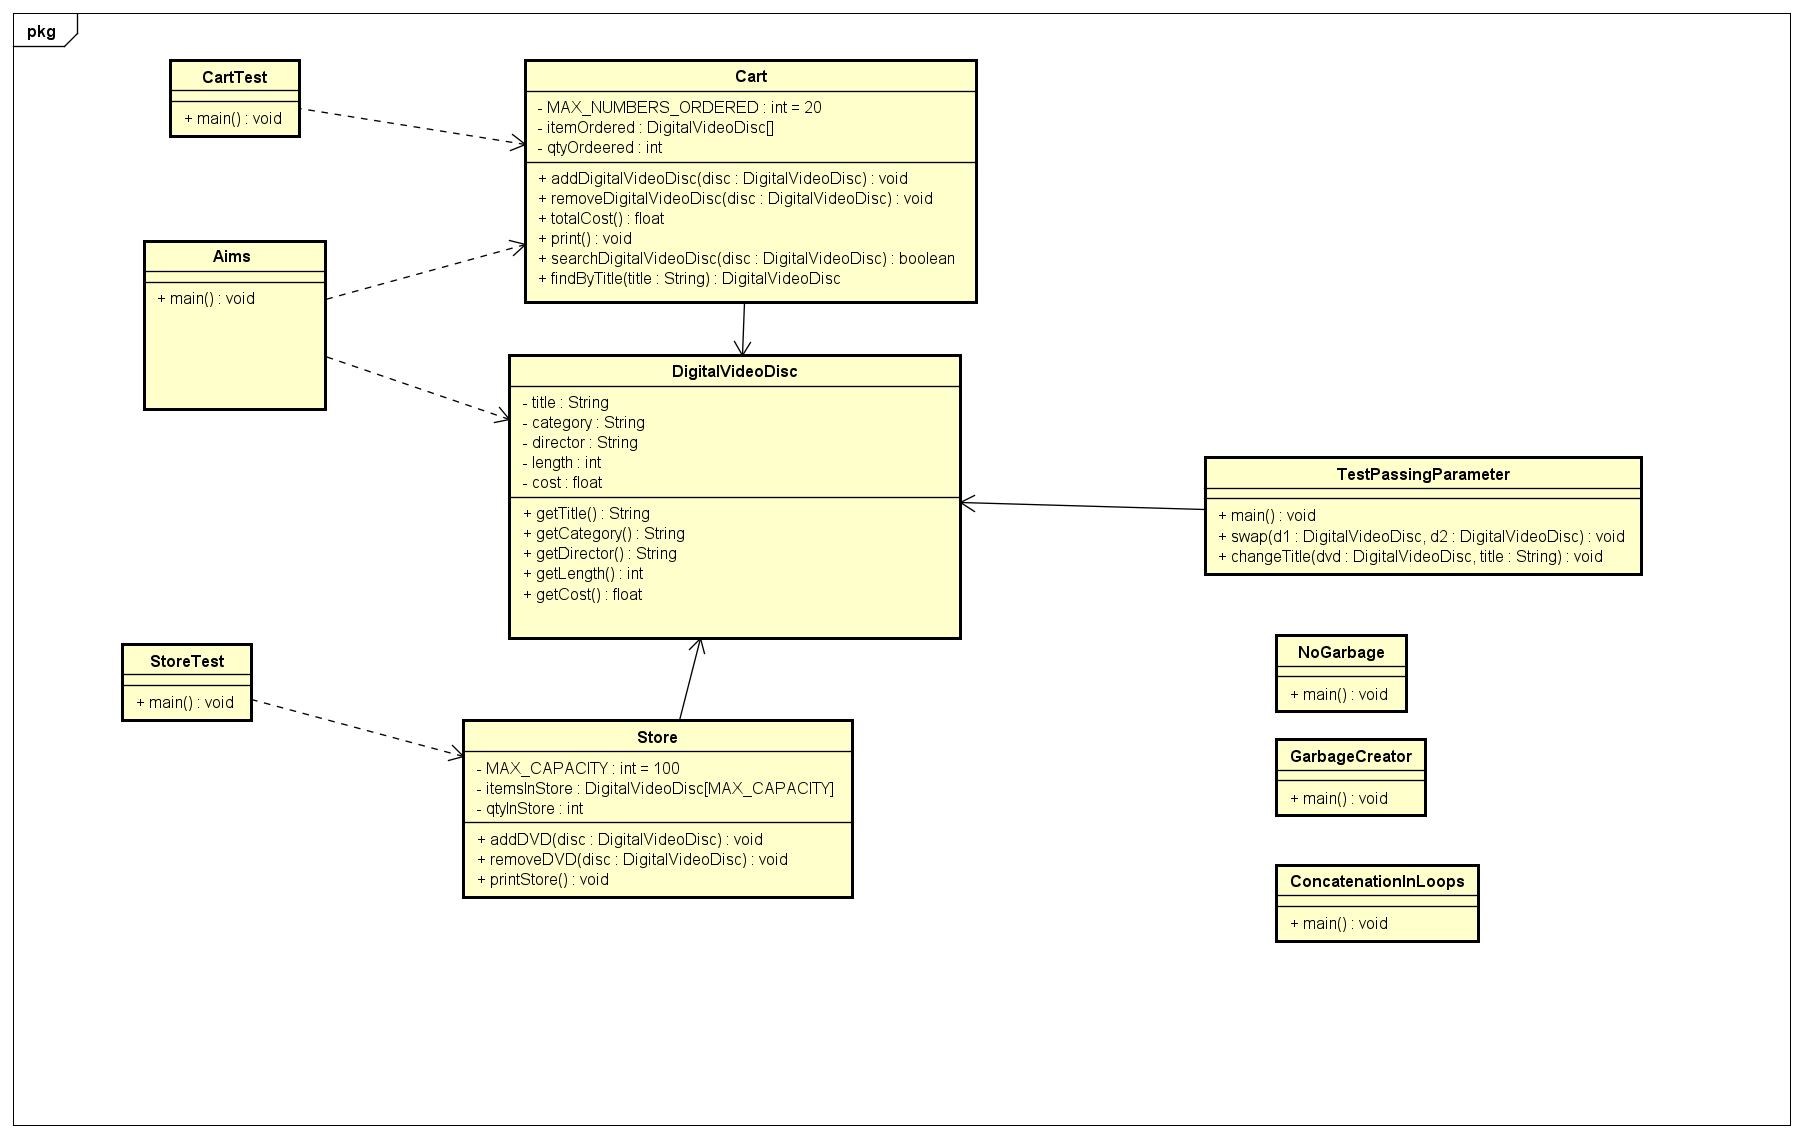 pkg
CartTest
+ main() : void
Cart
- MAX_NUMBERS_ORDERED : int = 20
- itemOrdered : DigitalVideoDisc[]
- qtyOrdeered : int
+ addDigitalVideoDisc(disc : DigitalVideoDisc) : void
+ removeDigitalVideoDisc(disc : DigitalVideoDisc) : void
+ totalCost() : float
+ print() : void
+ searchDigitalVideoDisc(disc : DigitalVideoDisc) : boolean
+ findByTitle(title : String) : DigitalVideoDisc
Aims
+ main() : void
DigitalVideoDisc
- title : String
- category : String
- director : String
- length : int
- cost : float
+ getTitle() : String
+ getCategory() : String
+ getDirector() : String
+ getLength() : int
+ getCost() : float
TestPassingParameter
+ main() : void
+ swap(d1 : DigitalVideoDisc, d2 : DigitalVideoDisc) : void
+ changeTitle(dvd : DigitalVideoDisc, title : String) : void
StoreTest
+ main() : void
Store
- MAX_CAPACITY : int = 100
- itemsInStore : DigitalVideoDisc[MAX_CAPACITY]
- qtyInStore : int
+ addDVD(disc : DigitalVideoDisc) : void
+ removeDVD(disc : DigitalVideoDisc) : void
+ printStore() : void
NoGarbage
+ main() : void
GarbageCreator
+ main() : void
ConcatenationInLoops
+ main() : void